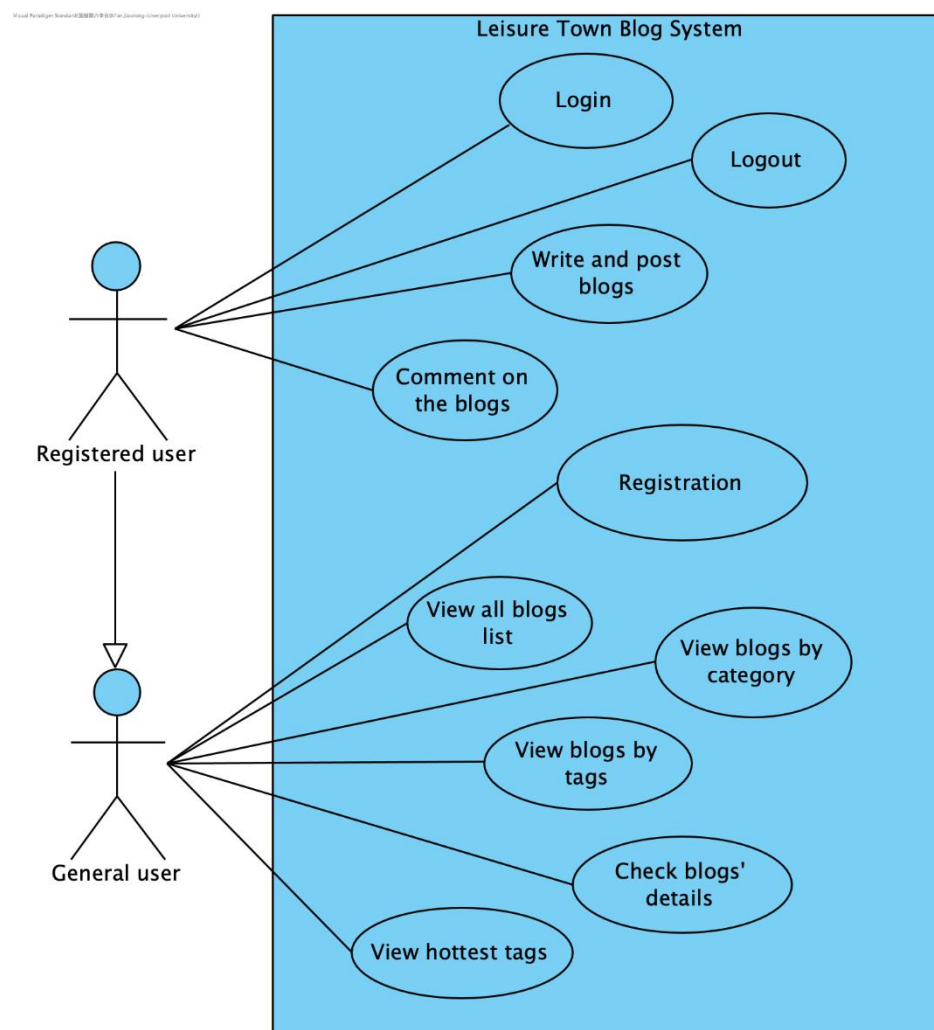 Leisure Town Blog System
Login
Logout
Write and post
blogs
Comment on
the blogs
Registered user
Registration
View all blogs
list
View blogs by
category
View blogs by
tags
Check blogs'
details
General user
View hottest tags